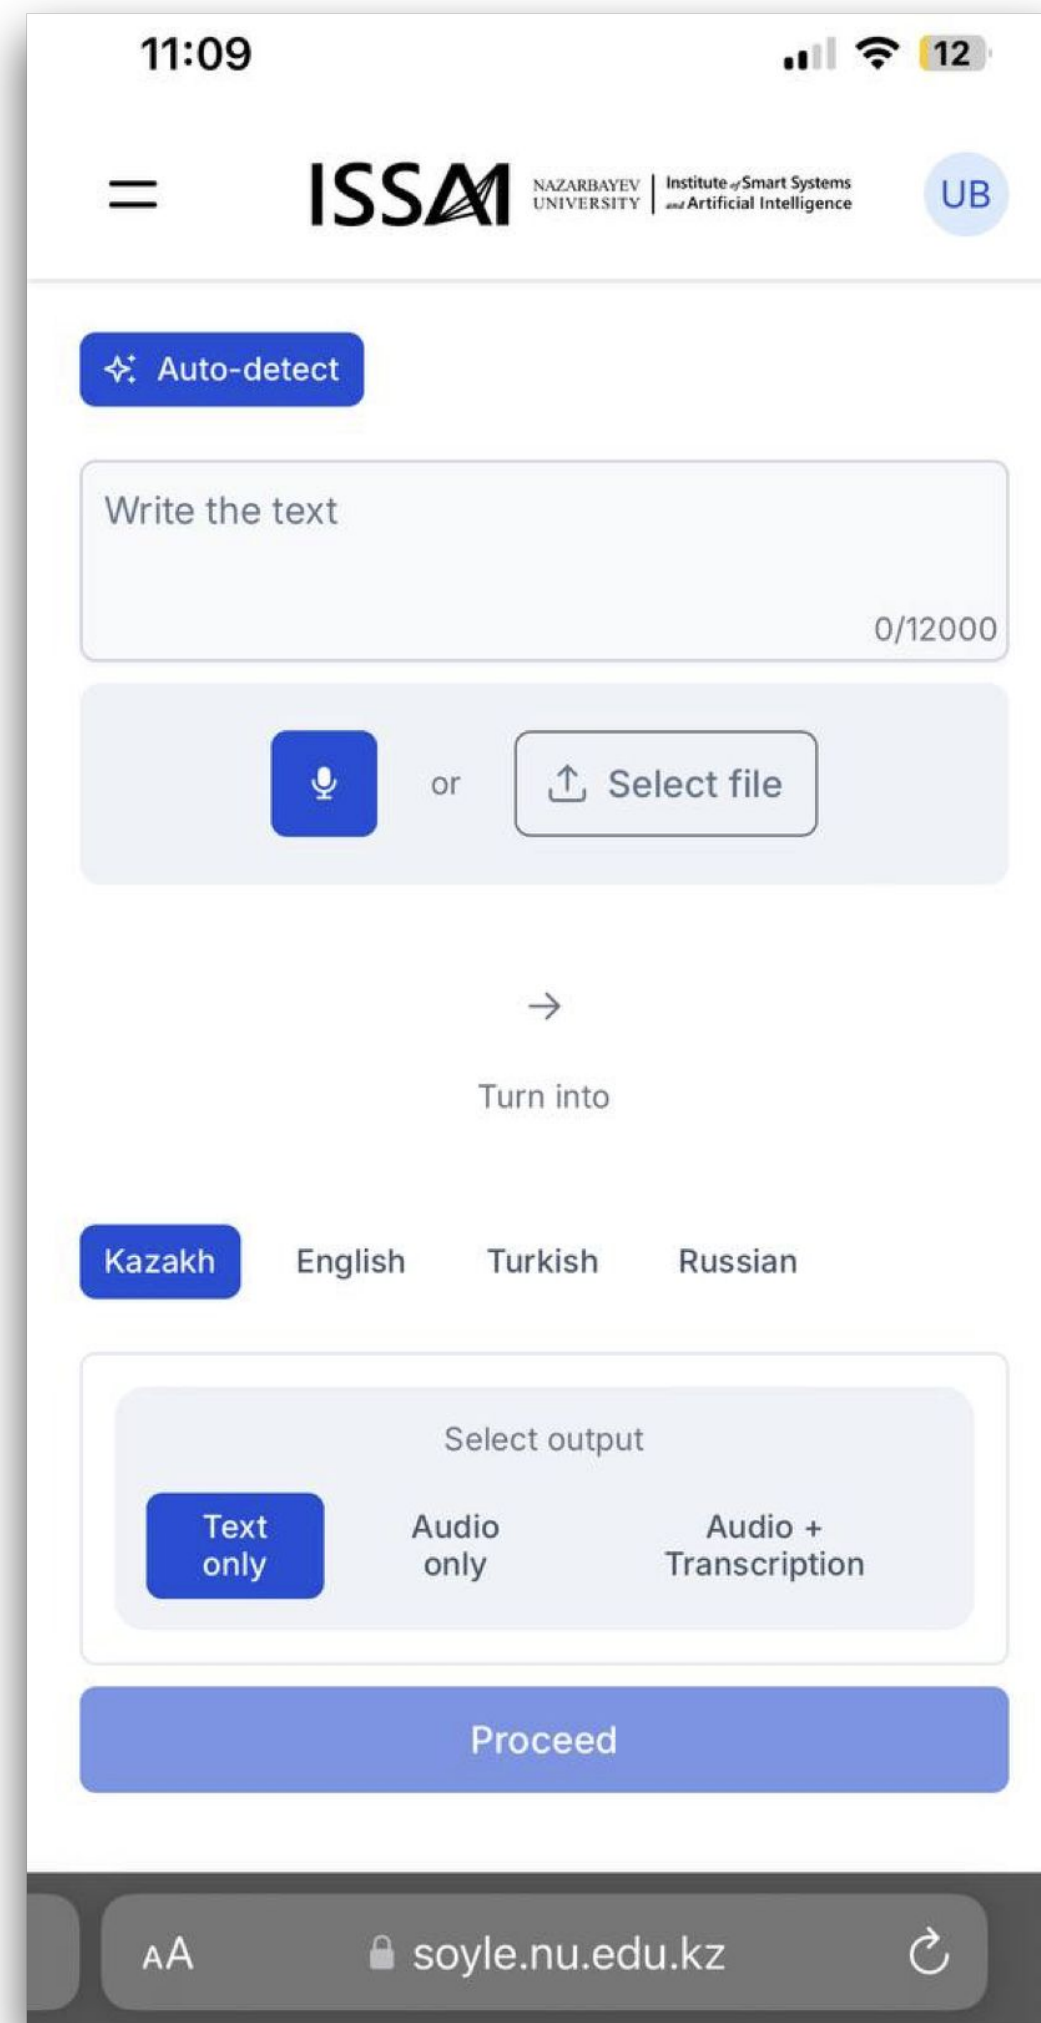 11:09
12
ISSAI
NAZARBAYEV
UNIVERSITY
Institute of Smart Systems
and Artificial Intelligence
UB
Auto-detect
Write the text
0/12000
or
Select file
Turn into
Kazakh English Turkish Russian
Select output
Text
only
Audio
only
Audio +
Transcription
Proceed
AA
soyle.nu.edu.kz